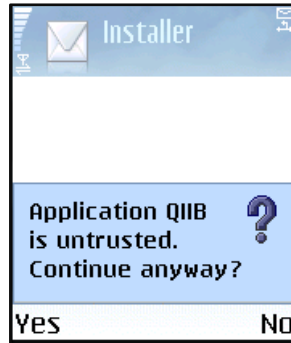 Installer
Application QIIB
is untrusted.
Continue anyway?
Yes
No